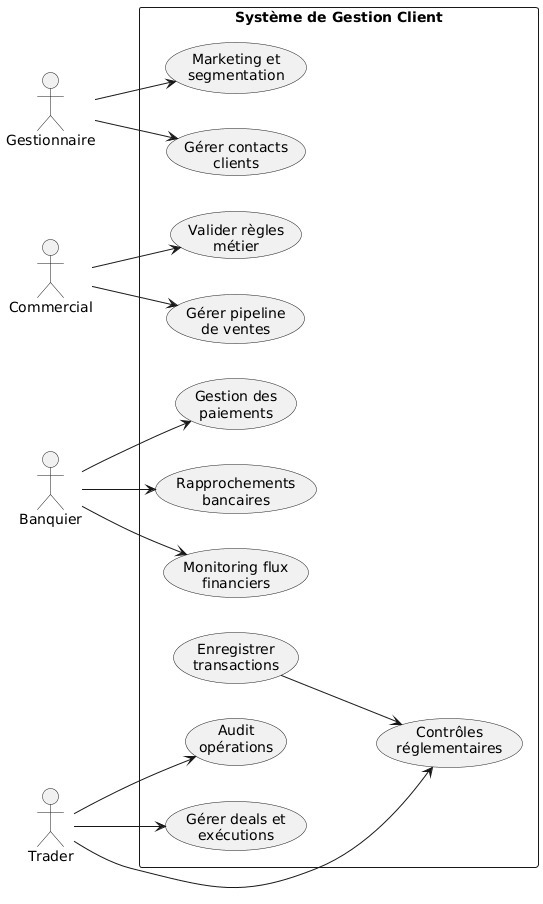 Système de Gestion Client
Marketing et
segmentation
Gestionnaire
Gérer contacts
clients
Valider règles
métier
Commercial
Gérer pipeline
de ventes
Gestion des
paiements
Rapprochements
bancaires
Banquier
Monitoring flux
financiers
Enregistrer
transactions
Audit
opérations
Contrôles
réglementaires
Gérer deals et
exécutions
Trader